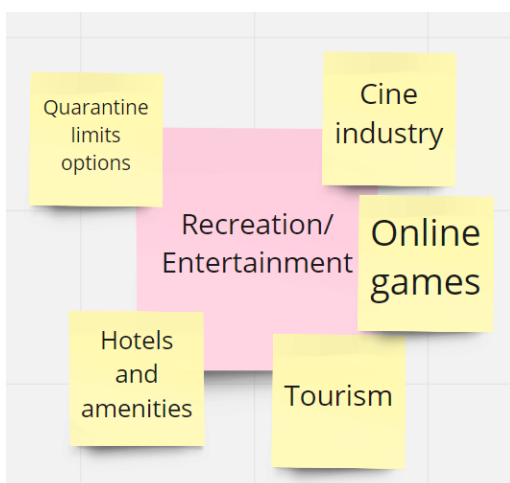 Quarantine
limits
options
Cine
industry
Recreation/
Entertainment
Online
games
Hotels
and
amenities
Tourism